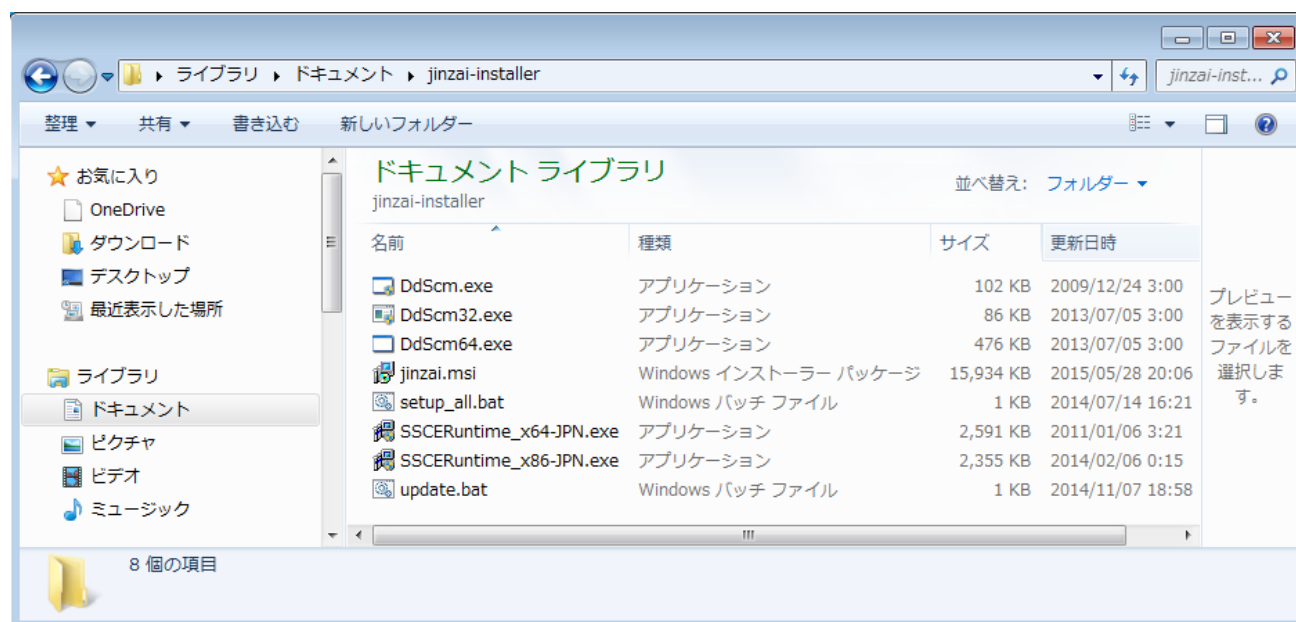 ライブラリ ドキュメント jinzai-installer
jinzai-inst...
整理 共有 書き込む 新しいフォルダー
お気に入り
OneDrive
ダウンロード
デスクトップ
最近表示した場所
ライブラリ
ドキュメント
ピクチャ
ビデオ
ミュージック
ドキュメント ライブラリ
jinzai-installer
並べ替え: フォルダー
名前 種類 サイズ 更新日時
DdScm.exe アプリケーション 102 KB 2009/12/24 3:00
DdScm32.exe アプリケーション 86 KB 2013/07/05 3:00
DdScm64.exe アプリケーション 476 KB 2013/07/05 3:00
jinzai.msi Windows インストーラー パッケージ 15,934 KB 2015/05/28 20:06
setup_all.bat Windows バッチ ファイル 1 KB 2014/07/14 16:21
SSCERuntime_x64-JPN.exe アプリケーション 2,591 KB 2011/01/06 3:21
SSCERuntime_x86-JPN.exe アプリケーション 2,355 KB 2014/02/06 0:15
update.bat Windows バッチ ファイル 1 KB 2014/11/07 18:58
プレビュー
を表示する
ファイルを
選択しま
す。
8 個の項目